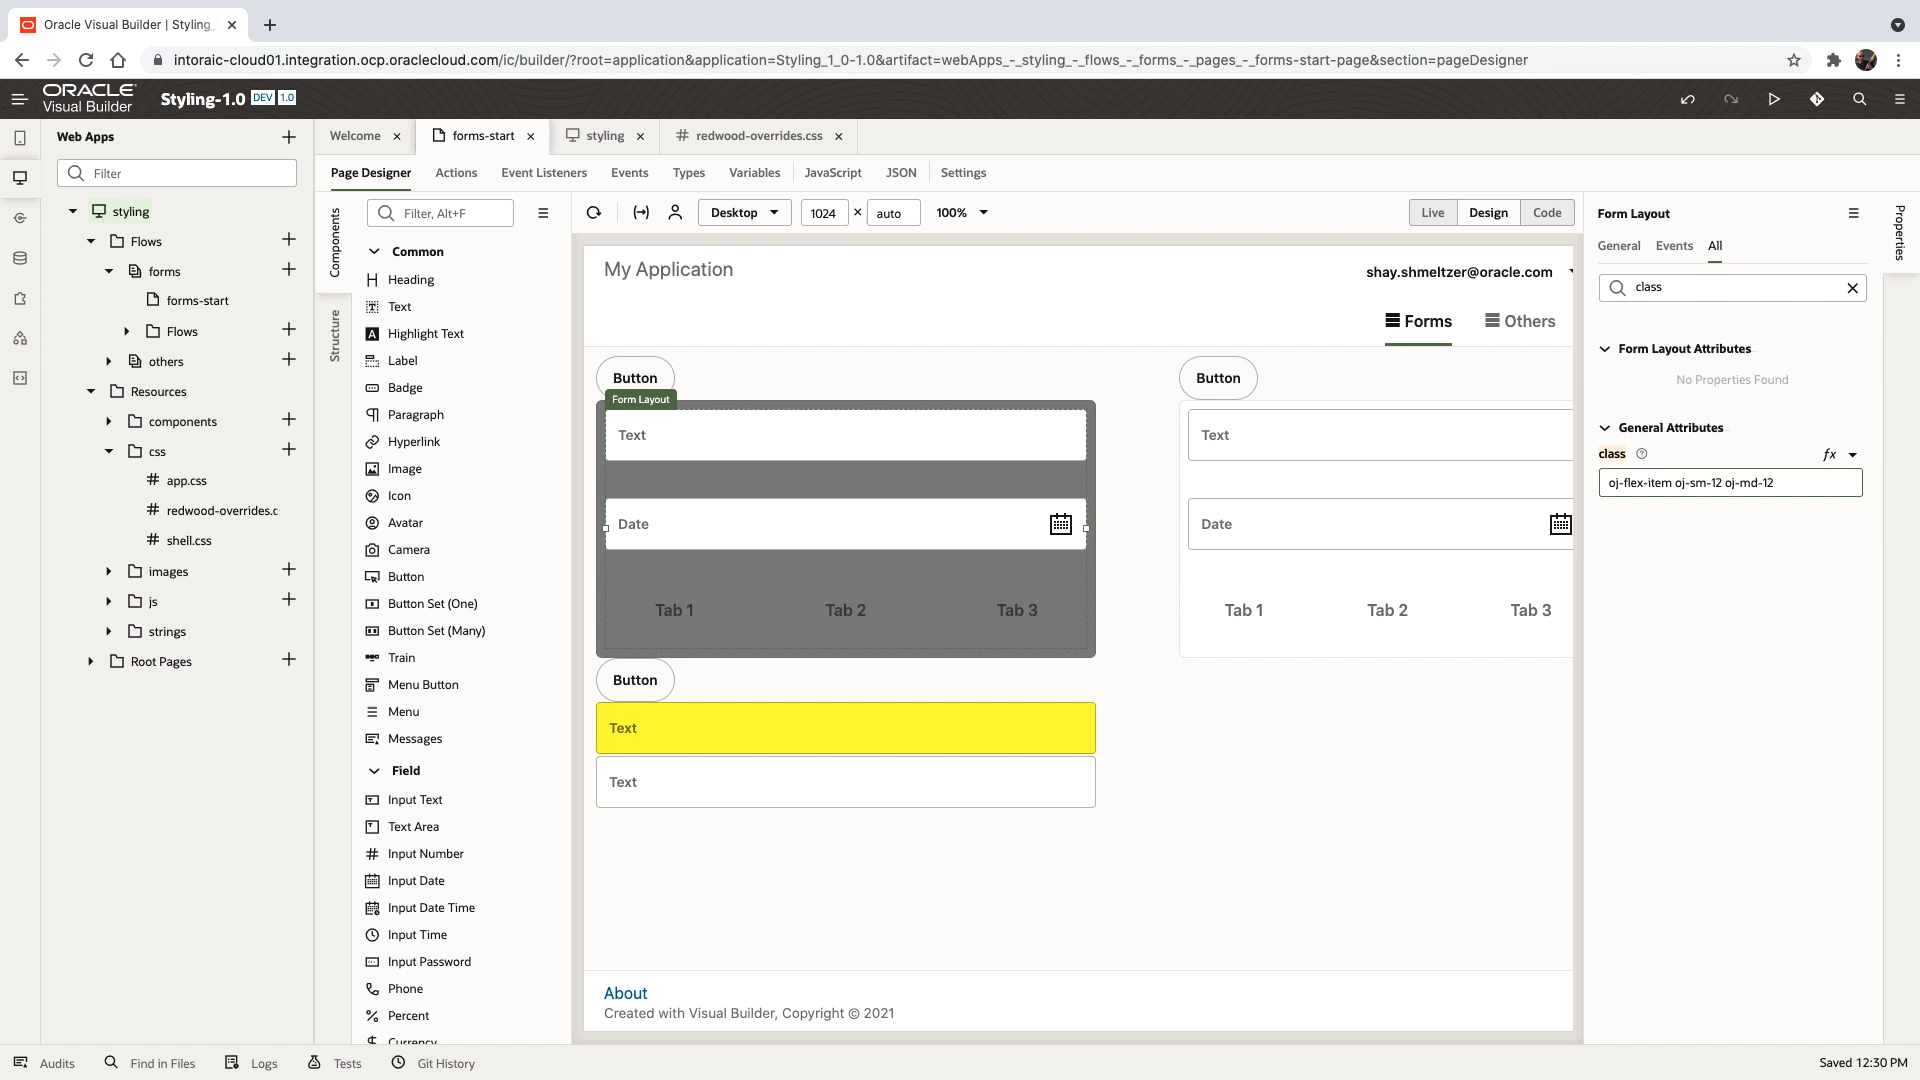 Oracle Visual Builder | Styling_
intoraic-cloud01.integration.ocp.oraclecloud.com/ic/builder/?root=application&application=Styling_1_0-1.0&artifact=webApps_-_styling_-_flows_-_forms_-_pages_-_forms-start-page&section=pageDesigner
ORACLE
Visual Builder
Styling-1.0 DEV 1.0
Web Apps
Filter
styling
Flows
forms
forms-start
Flows
others
Resources
components
css
app.css
redwood-overrides.c
shell.css
images
js
strings
Root Pages
Welcome
forms-start
styling
redwood-overrides.css
Page Designer
Actions
Event Listeners
Events
Types
Variables
JavaScript
JSON
Settings
Components
Structure
Filter, Alt+F
Common
Heading
Text
Highlight Text
Label
Badge
Paragraph
Hyperlink
Image
Icon
Avatar
Camera
Button
Button Set (One)
Button Set (Many)
Train
Menu Button
Menu
Messages
Field
Input Text
Text Area
Input Number
Input Date
Input Date Time
Input Time
Input Password
Phone
Percent
Currency
Desktop
1024 × auto
100%
Live
Design
Code
My Application
shay.shmeltzer@oracle.com
Forms
Others
Button
Button
Form Layout
Text
Text
Date
Date
Tab 1
Tab 2
Tab 3
Tab 1
Tab 2
Tab 3
Button
Text
Text
About
Created with Visual Builder, Copyright © 2021
Form Layout
General
Events
All
class
Form Layout Attributes
No Properties Found
General Attributes
class
fx
oj-flex-item oj-sm-12 oj-md-12
Properties
Audits
Find in Files
Logs
Tests
Git History
Saved 12:30 PM